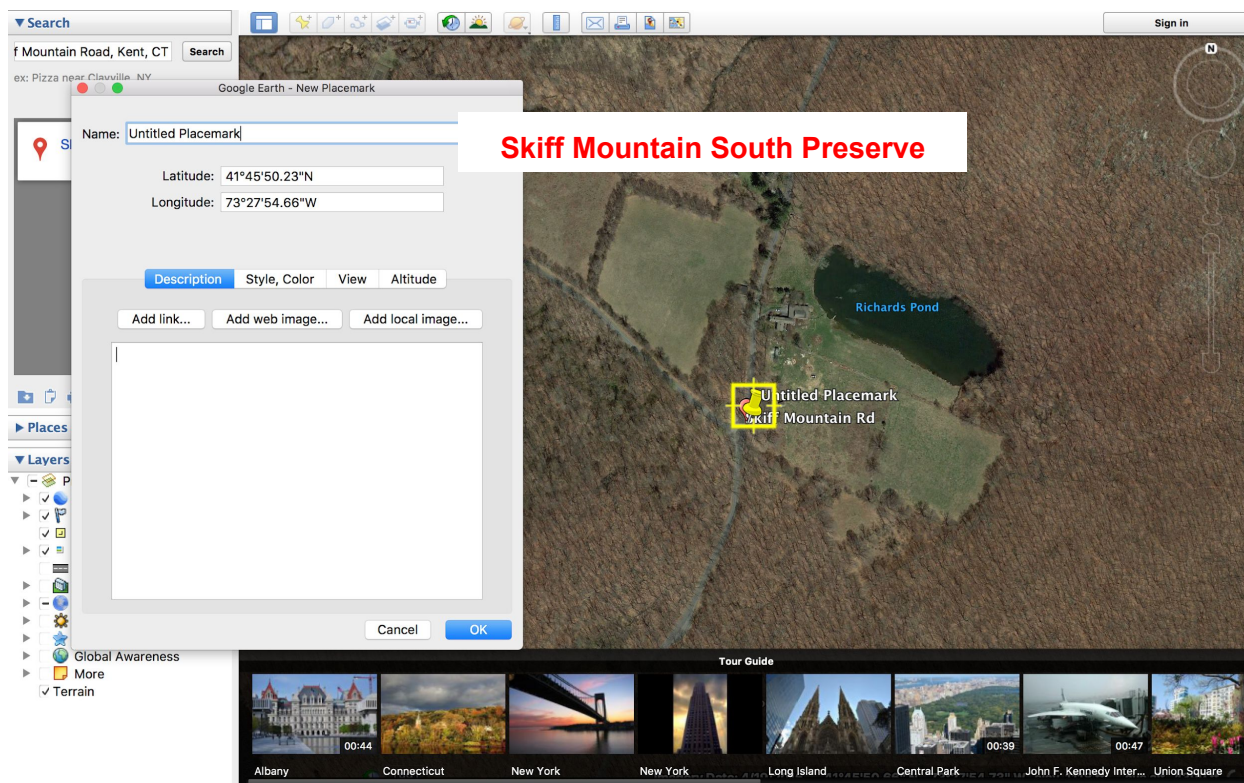 Search
Sign in
f Mountain Road, Kent, CT
Search
ex: Pizza near Clayville, NY
Google Earth - New Placemark
Name: Untitled Placemark
Skiff Mountain South Preserve
Latitude: 41°45'50.23"N
Longitude: 73°27'54.66"W
Description Style, Color View Altitude
Add link... Add web image... Add local image...
Cancel OK
N
Richards Pond
Untitled Placemark
Skiff Mountain Rd
Places
Layers
P
Global Awareness
More
Terrain
Tour Guide
00:44
00:39
00:47
Albany Connecticut New York New York Long Island Central Park John F. Kennedy Inter... Union Square